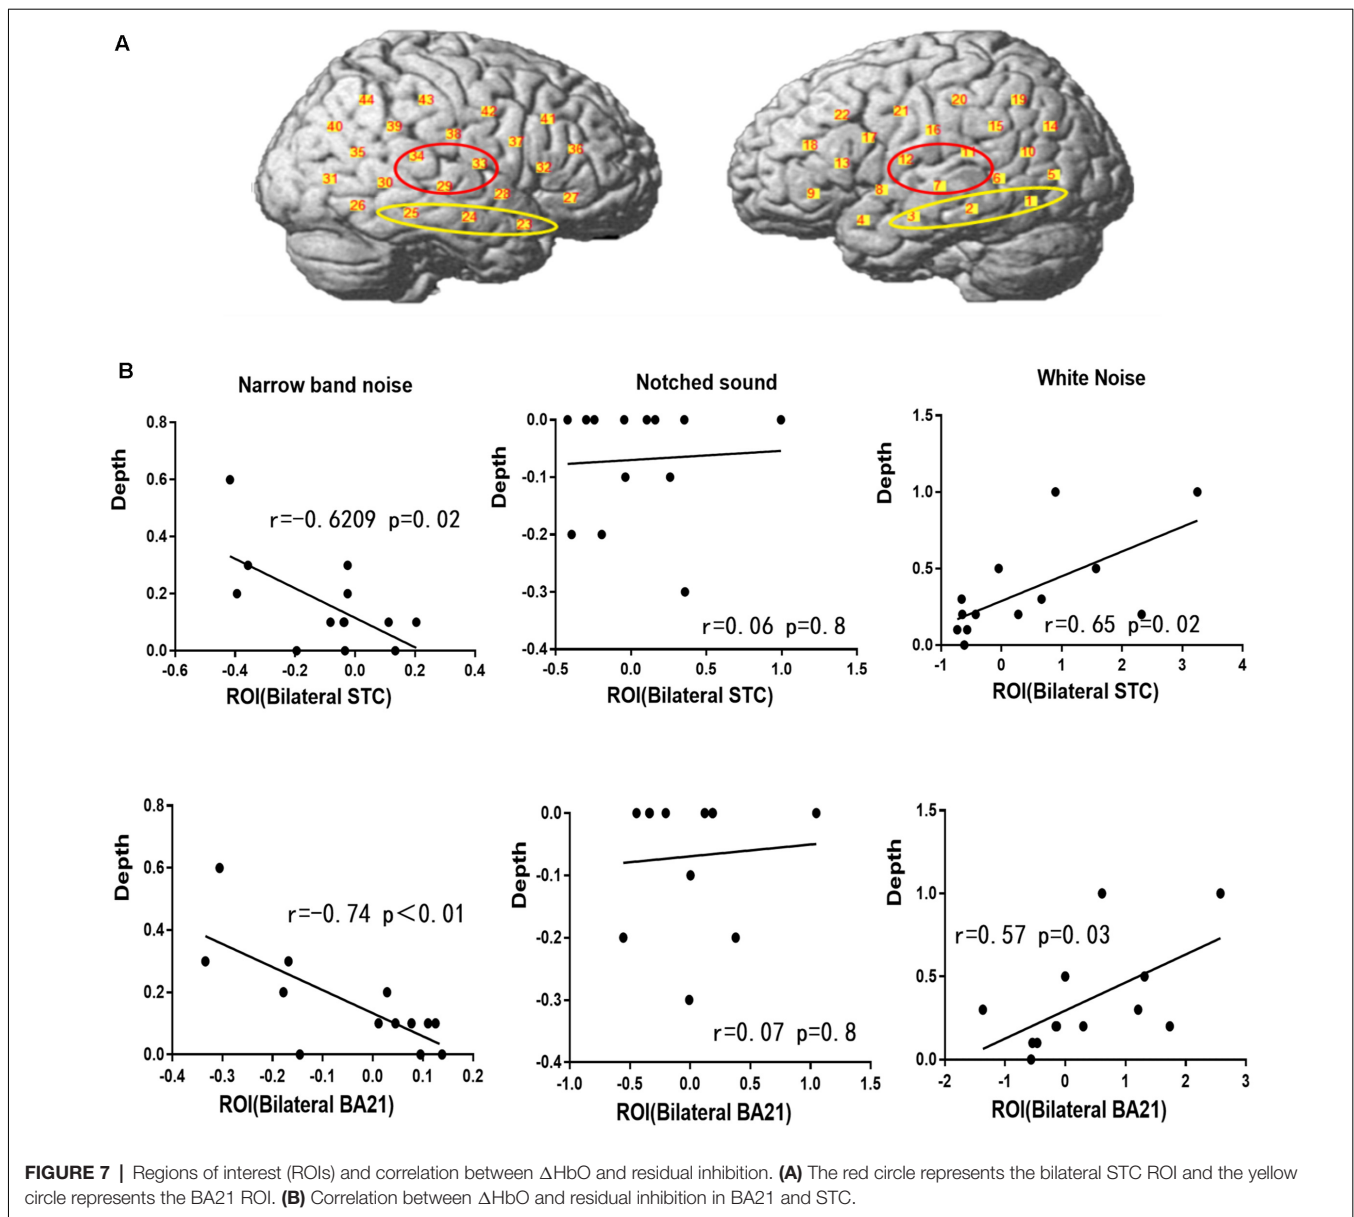 A
44 43 42 41 40 39 38 37 36 35 34 33 32 31 30 29 28 27 26 25 24 23
22 21 20 19 18 17 16 15 14 13 12 11 10 9 8 7 6 5 4 3 2 1
B
Narrow band noise
Depth
0.8
0.6
0.4
0.2
0.0
r=-0.6209 p=0.02
-0.6 -0.4 -0.2 0.0 0.2 0.4
ROI(Bilateral STC)
Notched sound
Depth
0.0
-0.1
-0.2
-0.3
-0.4
r=0.06 p=0.8
-0.5 0.0 0.5 1.0 1.5
ROI(Bilateral STC)
White Noise
Depth
1.5
1.0
0.5
0.0
r=0.65 p=0.02
-1 0 1 2 3 4
ROI(Bilateral STC)
Depth
0.8
0.6
0.4
0.2
0.0
r=-0.74 p<0.01
-0.4 -0.3 -0.2 -0.1 0.0 0.1 0.2
ROI(Bilateral BA21)
Depth
0.0
-0.1
-0.2
-0.3
-0.4
r=0.07 p=0.8
-1.0 -0.5 0.0 0.5 1.0 1.5
ROI(Bilateral BA21)
Depth
1.5
1.0
0.5
0.0
r=0.57 p=0.03
-2 -1 0 1 2 3
ROI(Bilateral BA21)
FIGURE 7 | Regions of interest (ROIs) and correlation between ΔHbO and residual inhibition. (A) The red circle represents the bilateral STC ROI and the yellow
circle represents the BA21 ROI. (B) Correlation between ΔHbO and residual inhibition in BA21 and STC.